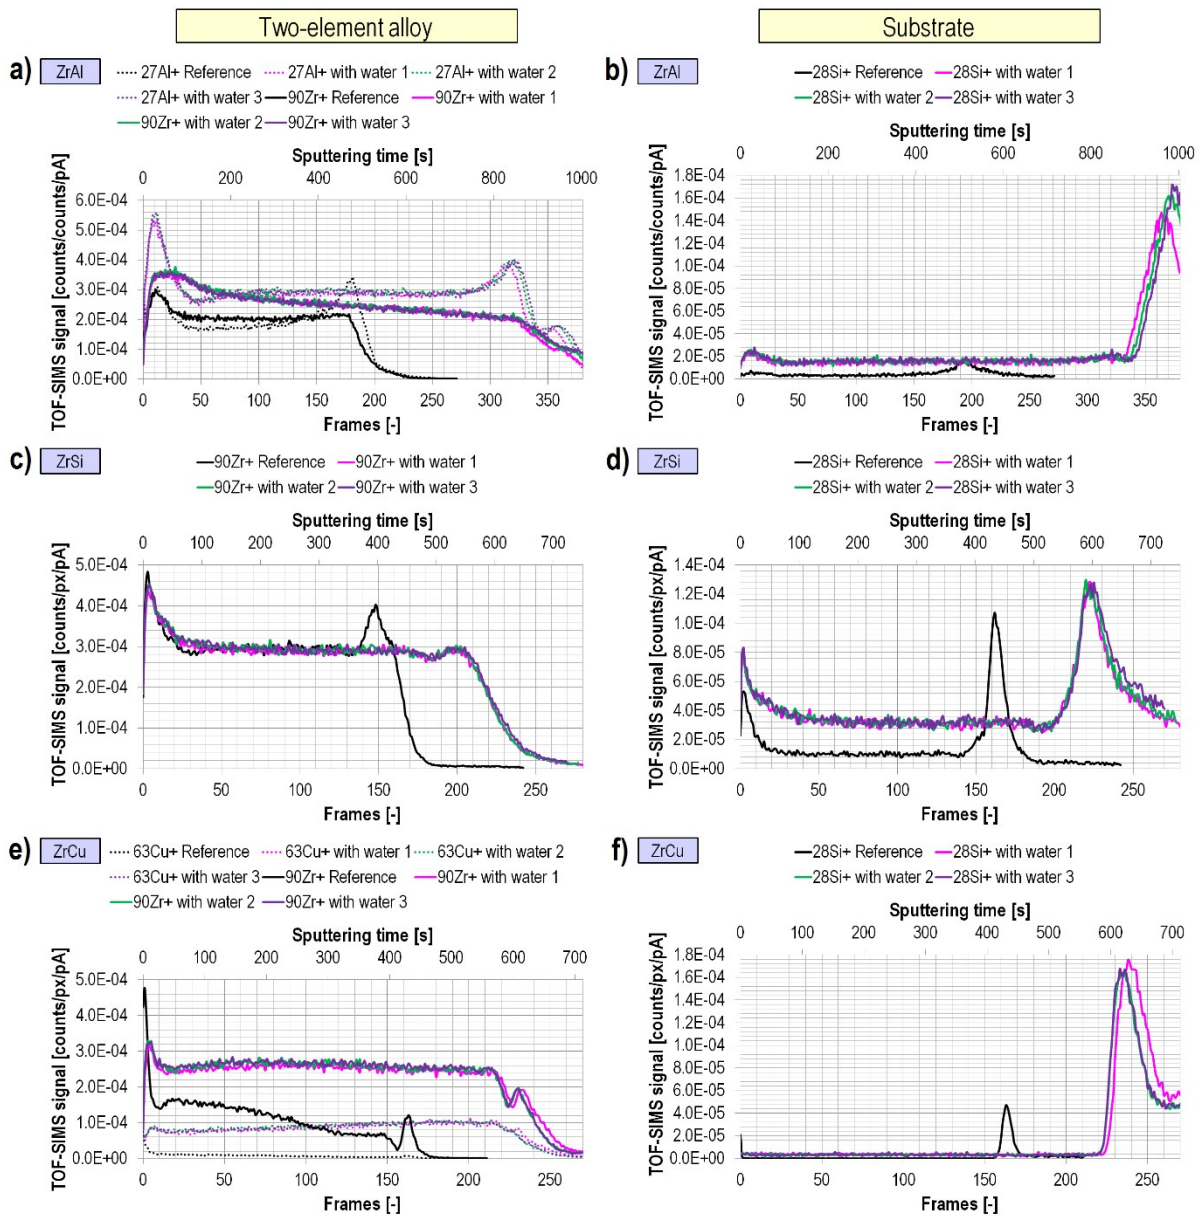 Two-element alloy
Substrate
a) ZrAl
27Al+ Reference 27Al+ with water 1 27Al+ with water 2
27Al+ with water 3 90Zr+ Reference 90Zr+ with water 1
90Zr+ with water 2 90Zr+ with water 3
Sputtering time [s]
0 200 400 600 800 1000
TOF-SIMS signal [counts/counts/pA]
6.0E-04
5.0E-04
4.0E-04
3.0E-04
2.0E-04
1.0E-04
0.0E+00
0 50 100 150 200 250 300 350
Frames [-]
b) ZrAl
28Si+ Reference 28Si+ with water 1
28Si+ with water 2 28Si+ with water 3
Sputtering time [s]
0 200 400 600 800 1000
TOF-SIMS signal [counts/counts/pA]
1.8E-04
1.6E-04
1.4E-04
1.2E-04
1.0E-04
8.0E-05
6.0E-05
4.0E-05
2.0E-05
0.0E+00
0 50 100 150 200 250 300 350
Frames [-]
c) ZrSi
90Zr+ Reference 90Zr+ with water 1
90Zr+ with water 2 90Zr+ with water 3
Sputtering time [s]
0 100 200 300 400 500 600 700
TOF-SIMS signal [counts/px/pA]
5.0E-04
4.0E-04
3.0E-04
2.0E-04
1.0E-04
0.0E+00
0 50 100 150 200 250
Frames [-]
d) ZrSi
28Si+ Reference 28Si+ with water 1
28Si+ with water 2 28Si+ with water 3
Sputtering time [s]
0 100 200 300 400 500 600 700
TOF-SIMS signal [counts/px/pA]
1.4E-04
1.2E-04
1.0E-04
8.0E-05
6.0E-05
4.0E-05
2.0E-05
0.0E+00
0 50 100 150 200 250
Frames [-]
e) ZrCu
63Cu+ Reference 63Cu+ with water 1 63Cu+ with water 2
63Cu+ with water 3 90Zr+ Reference 90Zr+ with water 1
90Zr+ with water 2 90Zr+ with water 3
Sputtering time [s]
0 100 200 300 400 500 600 700
TOF-SIMS signal [counts/px/pA]
5.0E-04
4.0E-04
3.0E-04
2.0E-04
1.0E-04
0.0E+00
0 50 100 150 200 250
Frames [-]
f) ZrCu
28Si+ Reference 28Si+ with water 1
28Si+ with water 2 28Si+ with water 3
Sputtering time [s]
0 100 200 300 400 500 600 700
TOF-SIMS signal [counts/px/pA]
1.8E-04
1.6E-04
1.4E-04
1.2E-04
1.0E-04
8.0E-05
6.0E-05
4.0E-05
2.0E-05
0.0E+00
0 50 100 150 200 250
Frames [-]